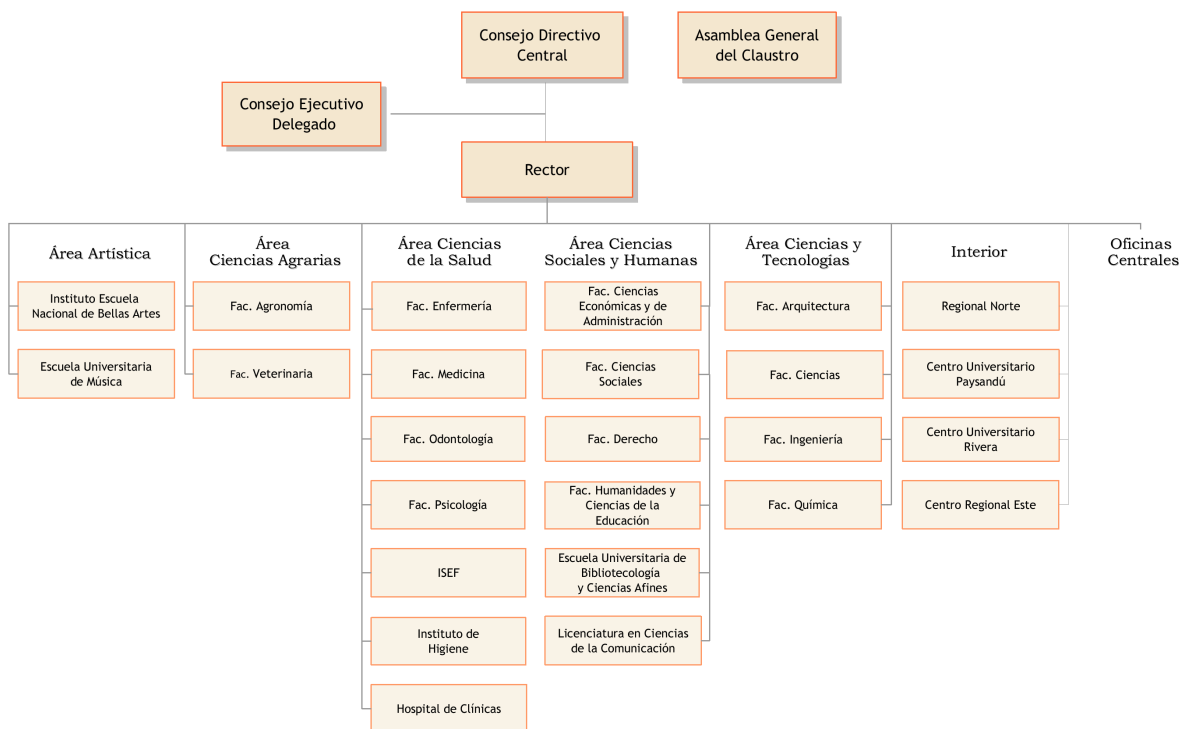 Consejo Directivo
Central
Asamblea General
del Claustro
Consejo Ejecutivo
Delegado
Rector
Área Artística
Área
Ciencias Agrarias
Área Ciencias
de la Salud
Área Ciencias
Sociales y Humanas
Área Ciencias y
Tecnologías
Interior
Oficinas
Centrales
Instituto Escuela
Nacional de Bellas Artes
Escuela Universitaria
de Música
Fac. Agronomía
Fac. Veterinaria
Fac. Enfermería
Fac. Medicina
Fac. Odontología
Fac. Psicología
ISEF
Instituto de
Higiene
Hospital de Clínicas
Fac. Ciencias
Económicas y de
Administración
Fac. Ciencias
Sociales
Fac. Derecho
Fac. Humanidades y
Ciencias de la
Educación
Escuela Universitaria de
Bibliotecología
y Ciencias Afines
Licenciatura en Ciencias
de la Comunicación
Fac. Arquitectura
Fac. Ciencias
Fac. Ingeniería
Fac. Química
Regional Norte
Centro Universitario
Paysandú
Centro Universitario
Rivera
Centro Regional Este